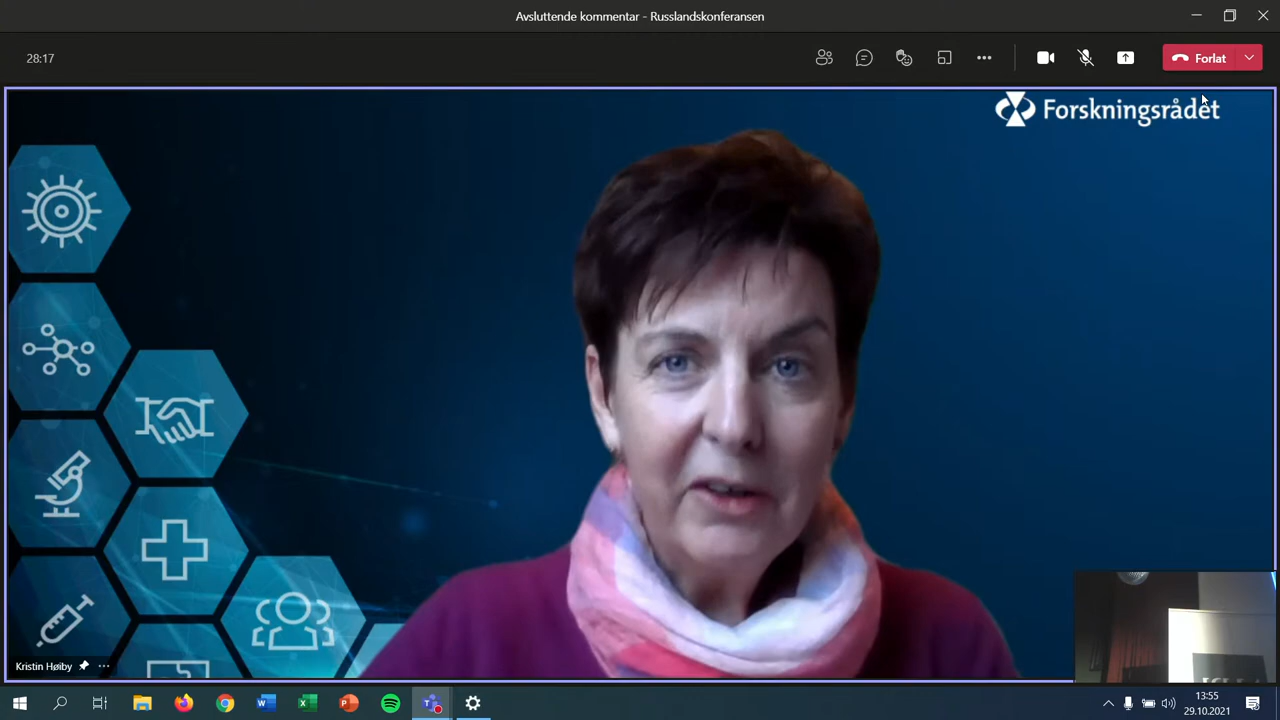 Avsluttende kommentar - Russlandskonferansen
28:17
Forlat
Forskningsrådet
Kristin Høiby
13:55
29.10.2021